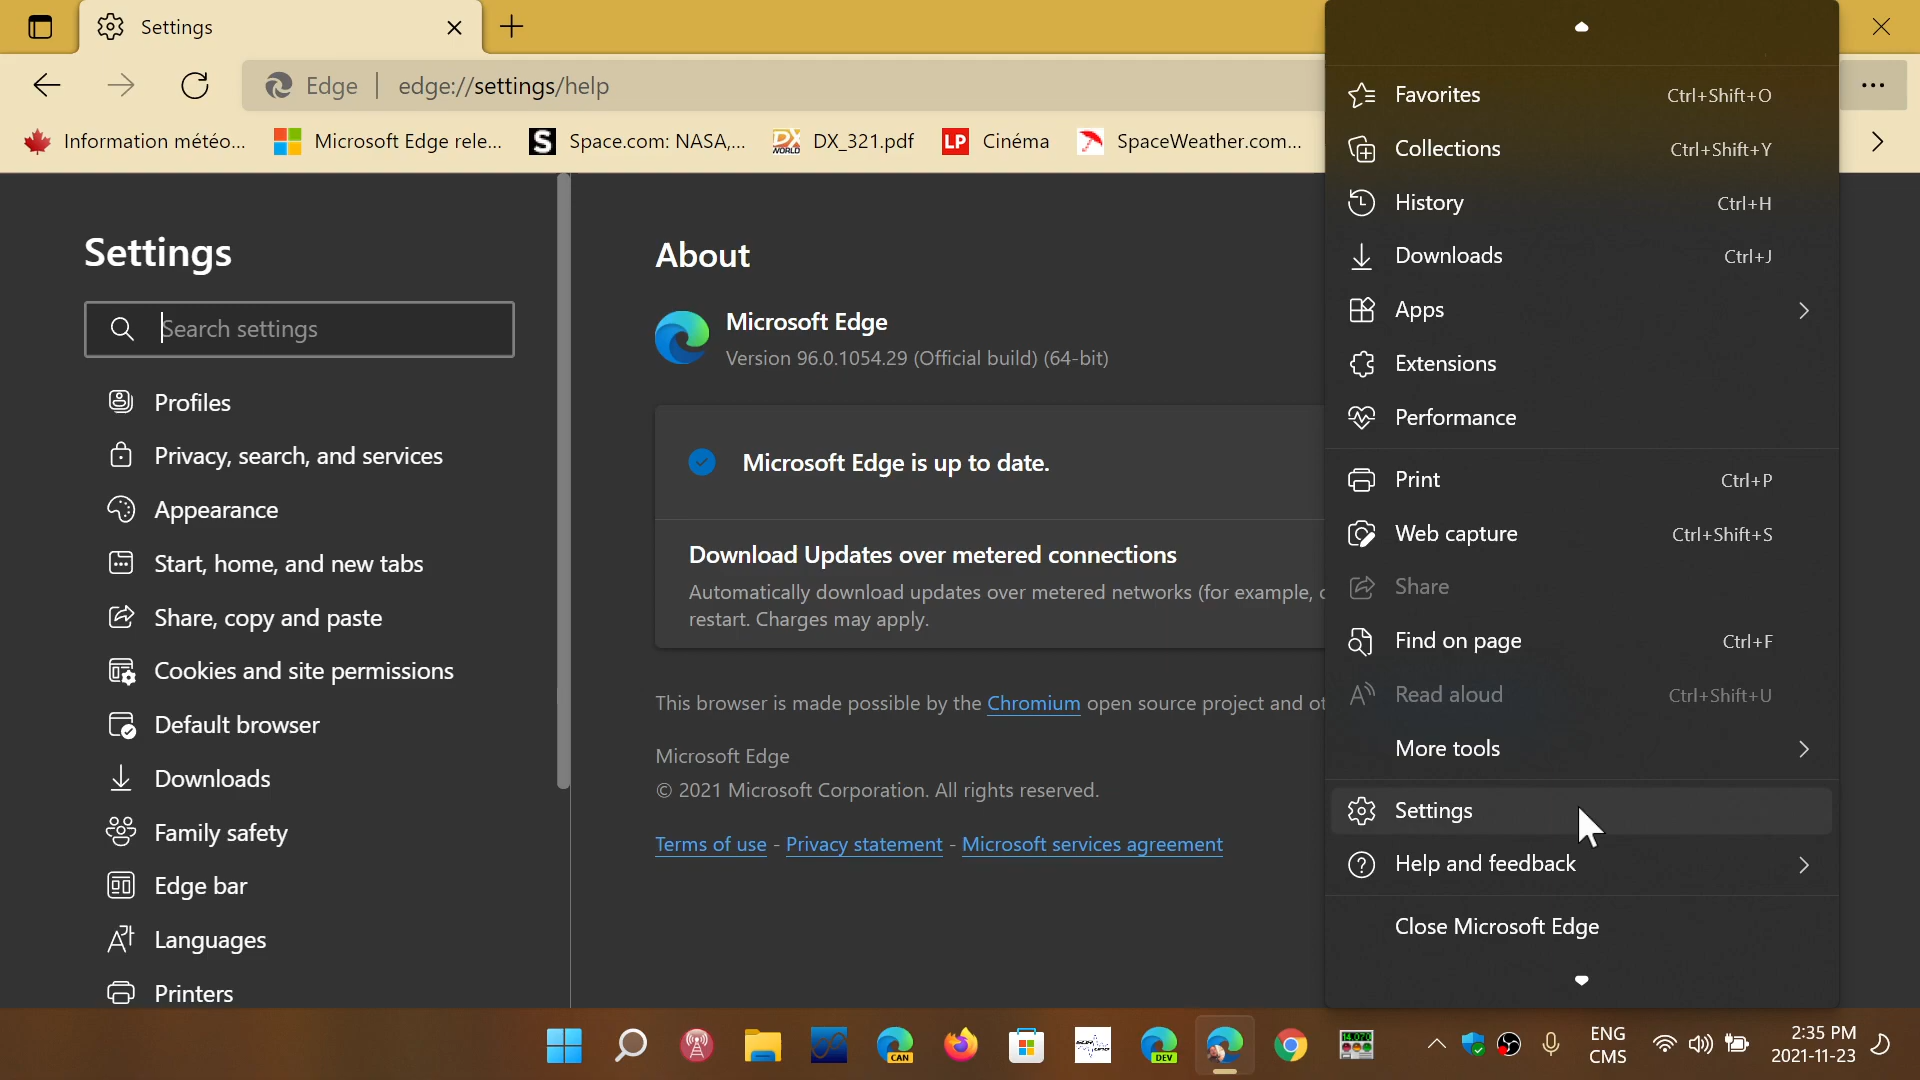 Settings
Edge
edge://settings/help
Information météo...
Microsoft Edge rele...
S
Space.com: NASA,...
DX
WORLD
DX_321.pdf
LP
Cinéma
SpaceWeather.com...
Settings
Search settings
Profiles
Privacy, search, and services
Appearance
Start, home, and new tabs
Share, copy and paste
Cookies and site permissions
Default browser
Downloads
Family safety
Edge bar
Languages
Printers
About
Microsoft Edge
Version 96.0.1054.29 (Official build) (64-bit)
Microsoft Edge is up to date.
Download Updates over metered connections
Automatically download updates over metered networks (for example,
restart. Charges may apply.
This browser is made possible by the Chromium open source project and
Microsoft Edge
© 2021 Microsoft Corporation. All rights reserved.
Terms of use - Privacy statement - Microsoft services agreement
Favorites Ctrl+Shift+O
Collections Ctrl+Shift+Y
History Ctrl+H
Downloads Ctrl+J
Apps
Extensions
Performance
Print Ctrl+P
Web capture Ctrl+Shift+S
Share
Find on page Ctrl+F
Read aloud Ctrl+Shift+U
More tools
Settings
Help and feedback
Close Microsoft Edge
CAN
DEV
ENG
CMS
2:35 PM
2021-11-23